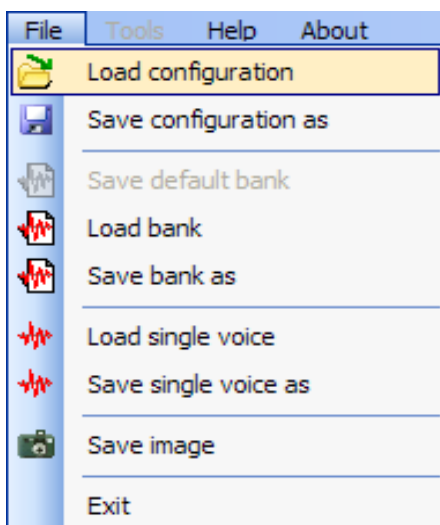 File Tools Help About
Load configuration
Save configuration as
Save default bank
Load bank
Save bank as
Load single voice
Save single voice as
Save image
Exit